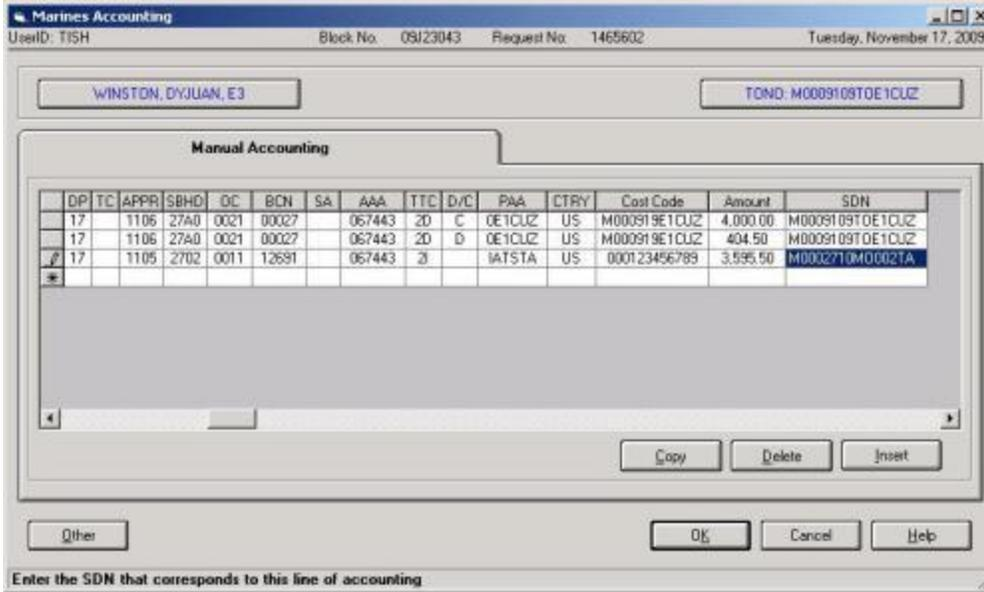 Marines Accounting
UserID: TISH Block No. 09J23043 Request No: 1465602 Tuesday, November 17, 2009
WINSTON, DYJUAN, E3 TONO: M0009109TOE1CUZ
Manual Accounting
DP TC APPR SBHD OC BCN SA AAA TTC D/C PAA CTRY Cost Code Amount SDN
17 1106 27A0 0021 00027 067443 2D C 0E1CUZ US M000919E1CUZ 4,000.00 M0009109TOE1CUZ
17 1106 27A0 0021 00027 067443 2D D 0E1CUZ US M000919E1CUZ 404.50 M0009109TOE1CUZ
17 1105 2702 0011 12691 067443 2I IATSTA US 000123456789 3,595.50 M0002710MO002TA
Copy Delete Insert
Other OK Cancel Help
Enter the SDN that corresponds to this line of accounting